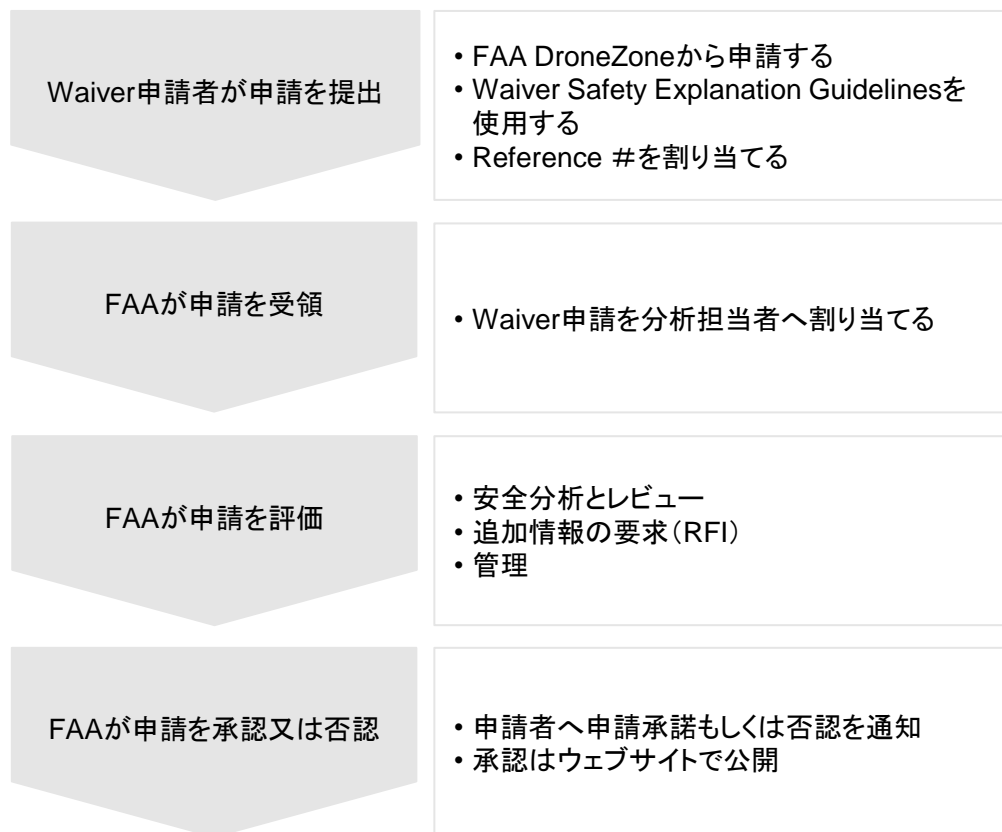 Waiver申請者が申請を提出
• FAA DroneZoneから申請する
• Waiver Safety Explanation Guidelinesを
使用する
• Reference #を割り当てる
FAAが申請を受領
• Waiver申請を分析担当者へ割り当てる
FAAが申請を評価
• 安全分析とレビュー
• 追加情報の要求（RFI）
• 管理
FAAが申請を承認又は否認
• 申請者へ申請承諾もしくは否認を通知
• 承認はウェブサイトで公開